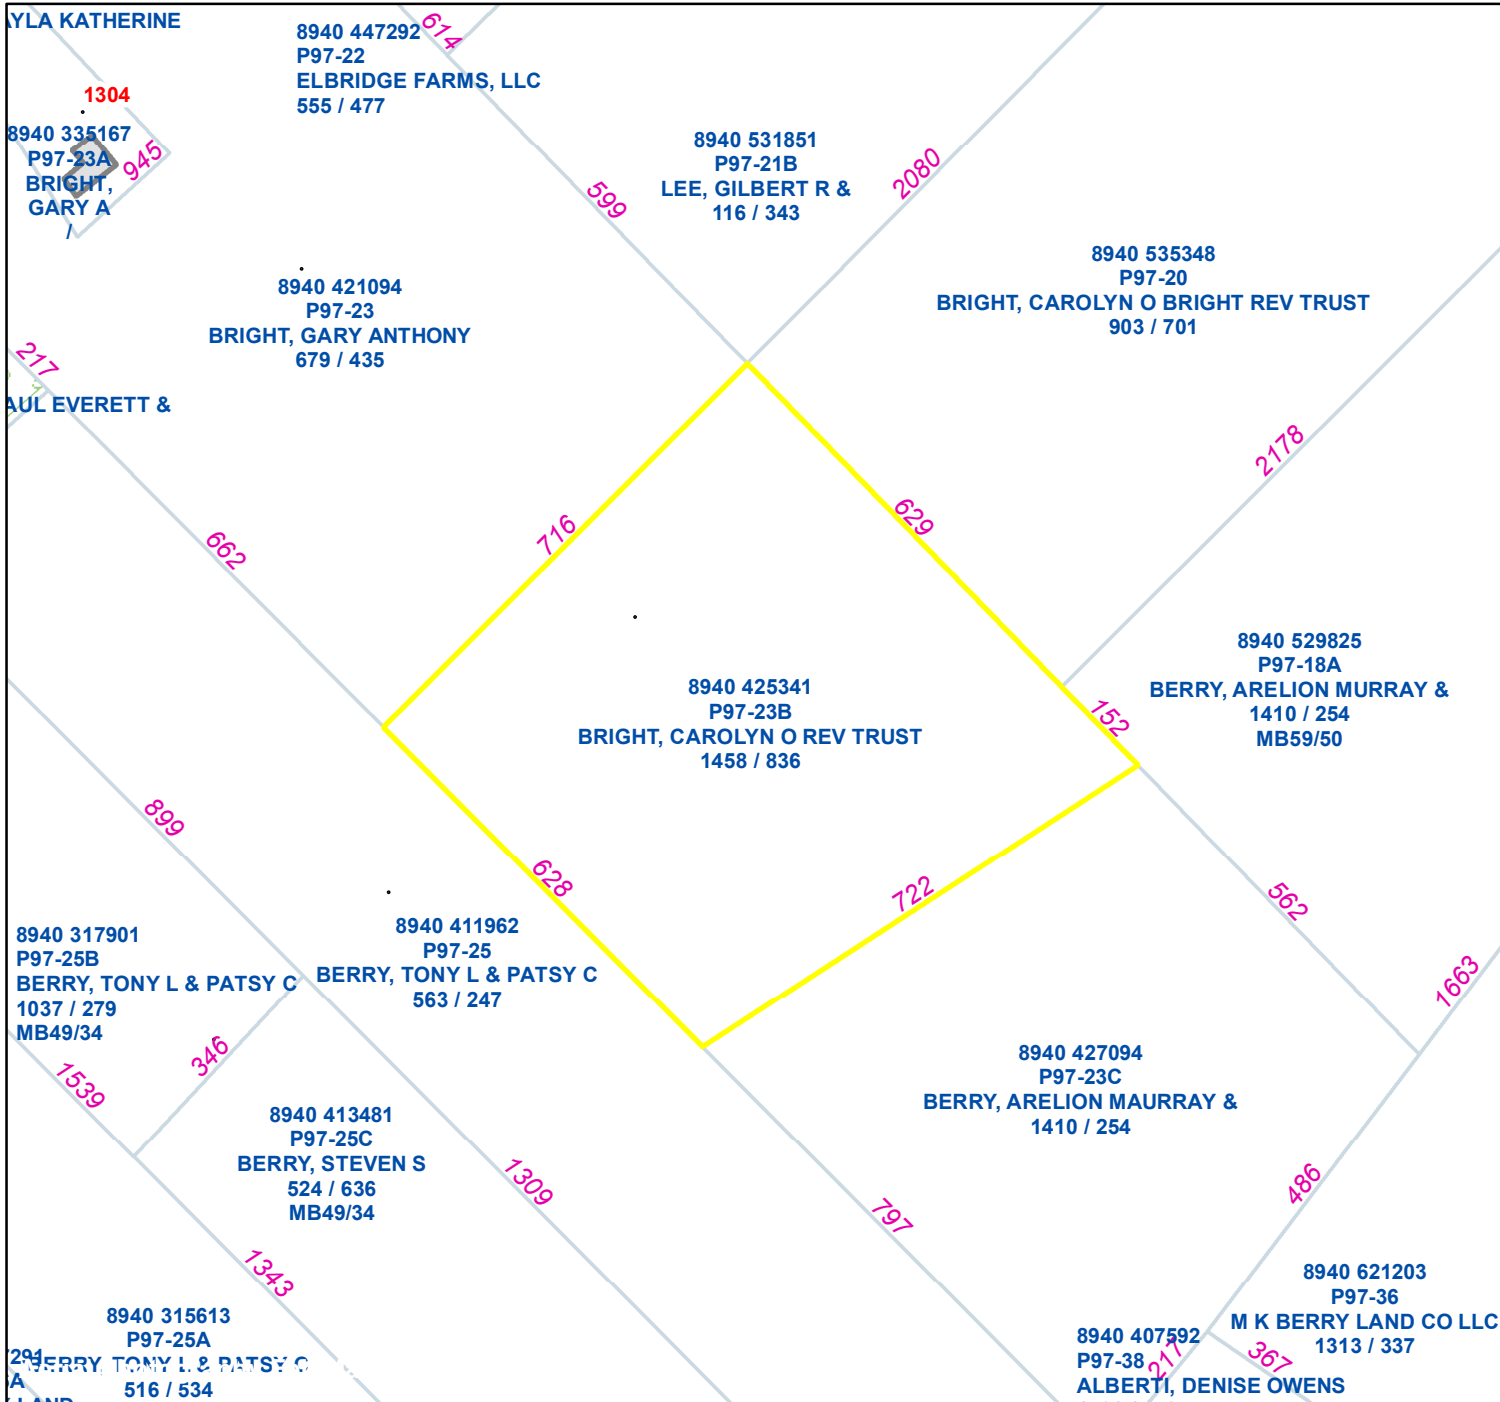 AYLA KATHERINE
8940 447292
P97-22
ELBRIDGE FARMS, LLC
555 / 477
614
1304
8940 335167
P97-23A
BRIGHT,
GARY A
/
945
599
8940 531851
P97-21B
LEE, GILBERT R &
116 / 343
2080
8940 535348
P97-20
BRIGHT, CAROLYN O BRIGHT REV TRUST
903 / 701
8940 421094
P97-23
BRIGHT, GARY ANTHONY
679 / 435
217
AUL EVERETT &
2178
662
716
629
8940 529825
P97-18A
BERRY, ARELION MURRAY &
1410 / 254
MB59/50
8940 425341
P97-23B
BRIGHT, CAROLYN O REV TRUST
1458 / 836
152
899
628
722
562
8940 317901
P97-25B
BERRY, TONY L & PATSY C
1037 / 279
MB49/34
8940 411962
P97-25
BERRY, TONY L & PATSY C
563 / 247
1663
346
1539
8940 427094
P97-23C
BERRY, ARELION MAURRAY &
1410 / 254
8940 413481
P97-25C
BERRY, STEVEN S
524 / 636
MB49/34
1309
797
486
1343
8940 621203
P97-36
M K BERRY LAND CO LLC
1313 / 337
8940 315613
P97-25A
BERRY, TONY L & PATSY C
516 / 534
7291
8940 407592
P97-38
ALBERTI, DENISE OWENS
217
367